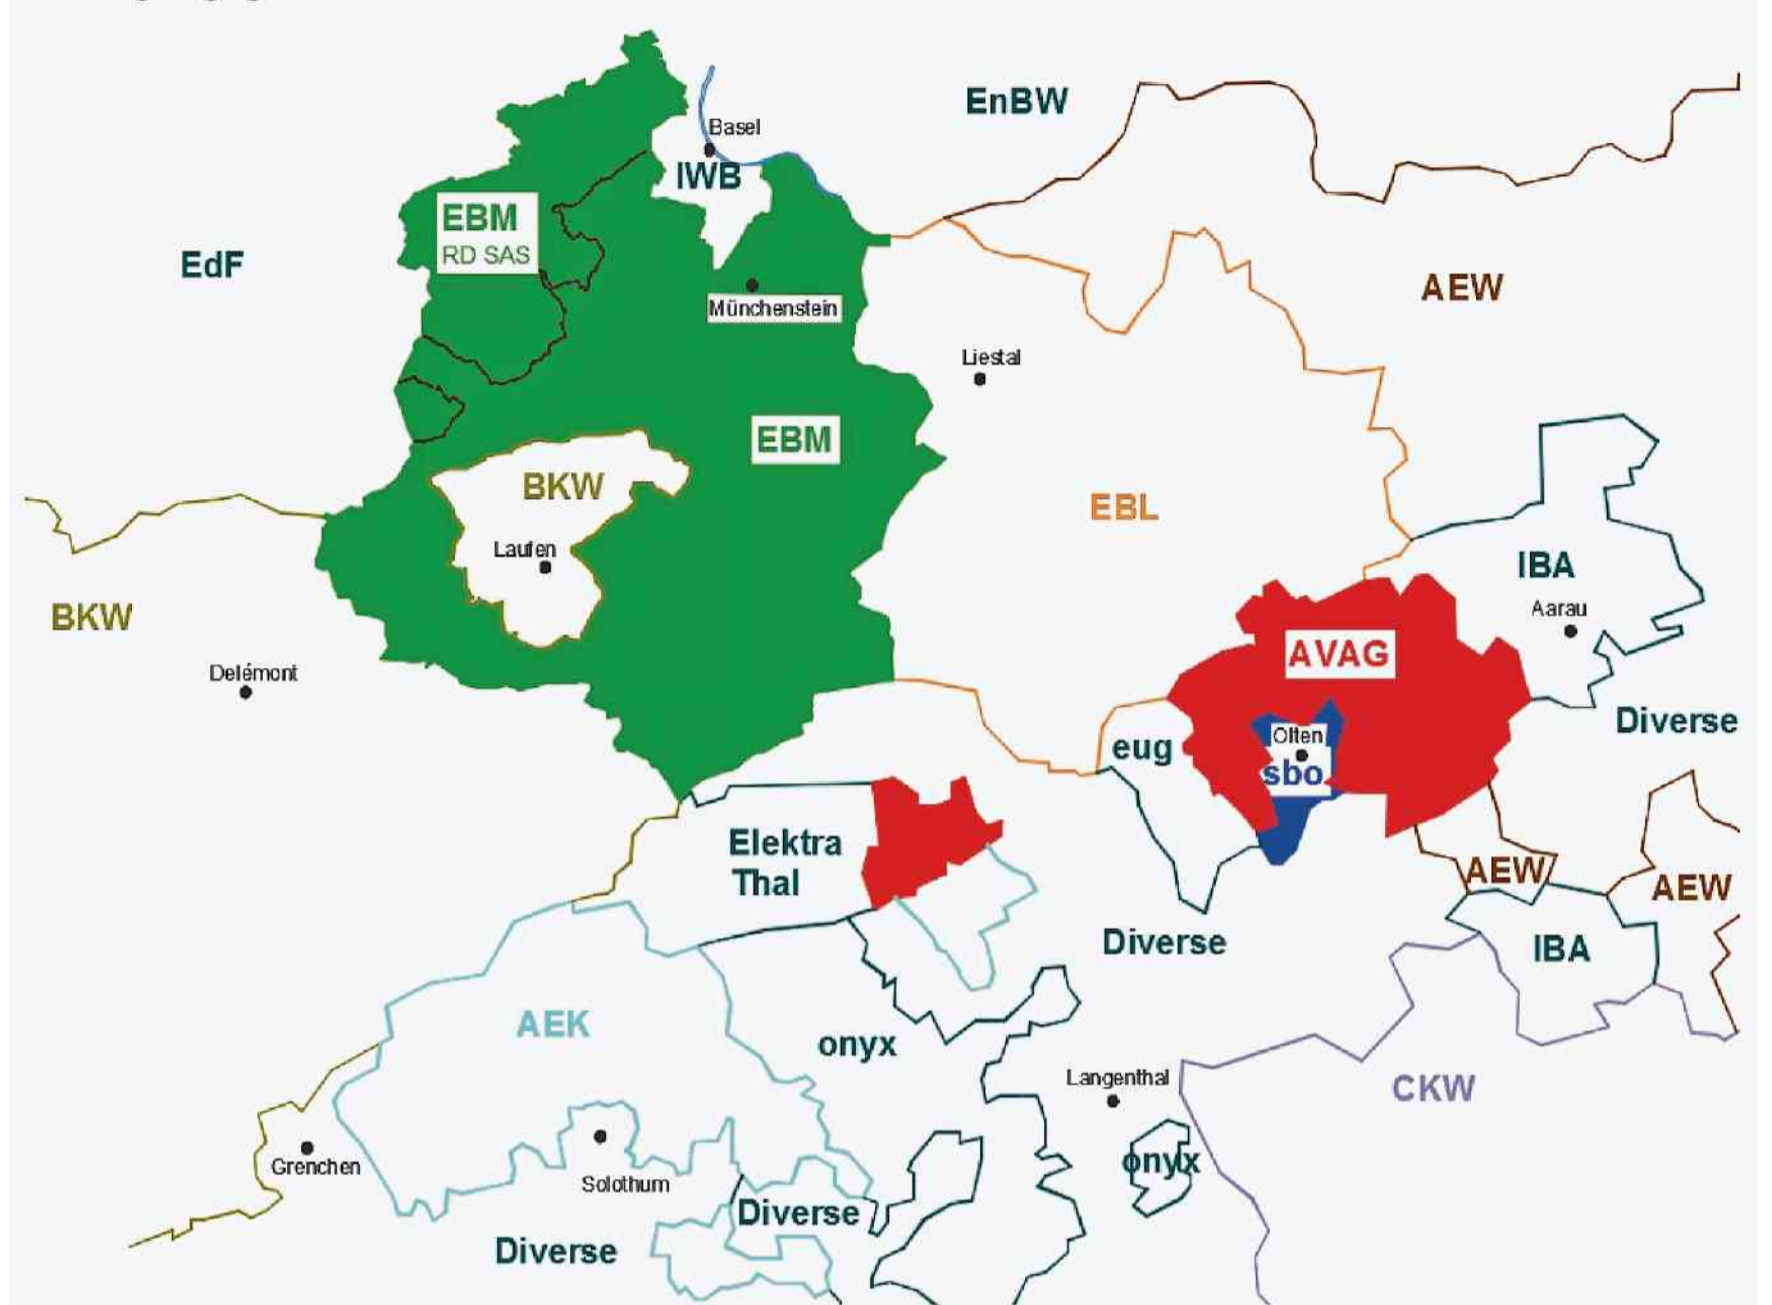 EnBW
Basel
IWB
EBM
RD SAS
EdF
AEW
Münchenstein
Liestal
EBM
BKW
EBL
Laufen
IBA
BKW
Aarau
AVAG
Delémont
Diverse
Olten
eug
sbo
Elektra
Thal
AEW
AEW
Diverse
IBA
AEK
onyx
Langenthal
CKW
Grenchen
onyx
Solothurn
Diverse
Diverse